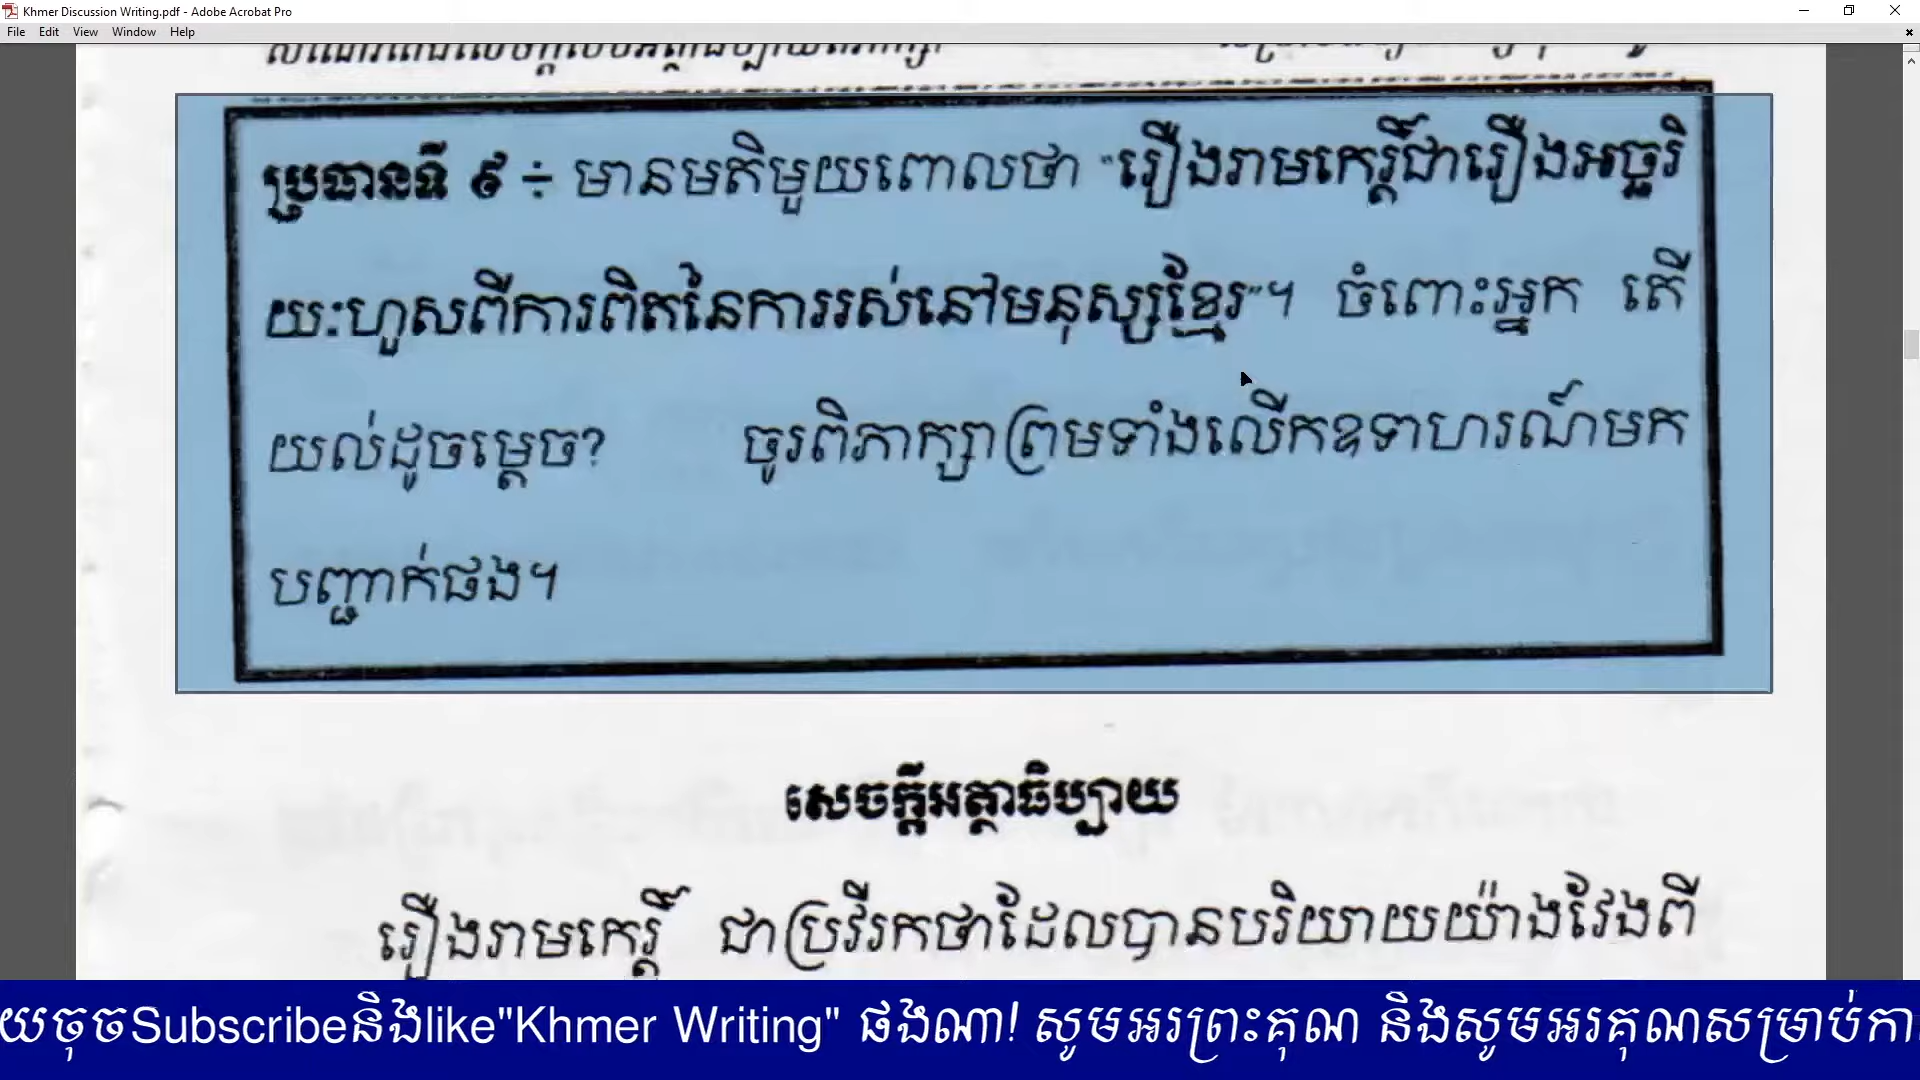 Khmer Discussion Writing.pdf - Adobe Acrobat Pro
File Edit View Window Help
ប្រធានទី ៩ ÷ មានមតិមួយពោលថា "រឿងរាមកេរ្តិ៍ជារឿងអច្ឆរិ
យៈហួសពីការពិតនៃការរស់នៅមនុស្សខ្មែរ"។ ចំពោះអ្នក តើ
យល់ដូចម្តេច? ចូរពិភាក្សាព្រមទាំងលើកឧទាហរណ៍មក
បញ្ជាក់ផង។
សេចក្តីអត្ថាធិប្បាយ
រឿងរាមកេរ្តិ៍ ជាប្រវីរកថាដែលបានបរិយាយយ៉ាងវែងពី
យចុចSubscribeនិងlike"Khmer Writing" ផងណា! សូមអរព្រះគុណ និងសូមអរគុណសម្រាប់កា